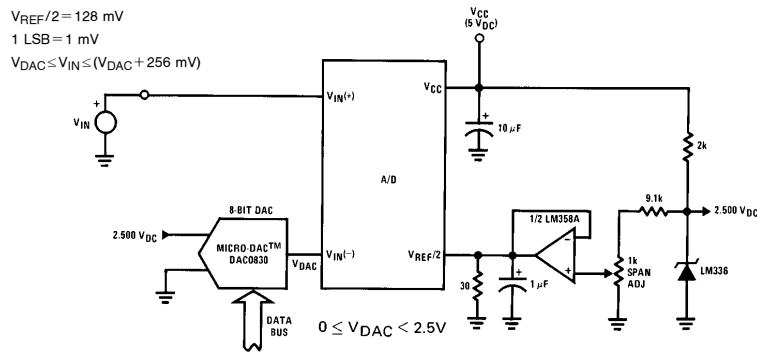 V_REF/2=128 mV
1 LSB=1 mV
V_DAC≤V_IN≤(V_DAC+256 mV)
V_CC
(5 V_DC)
V_IN(+)
V_CC
+
V_IN
+
10 μF
2k
A/D
8-BIT DAC
1/2 LM358A
9.1k
2.500 V_DC
2.500 V_DC
MICRO-DAC™
DAC0830
V_DAC
V_IN(−)
V_REF/2
−
+
30
+
1 μF
1k
SPAN
ADJ
LM336
DATA
BUS
0 ≤ V_DAC < 2.5V